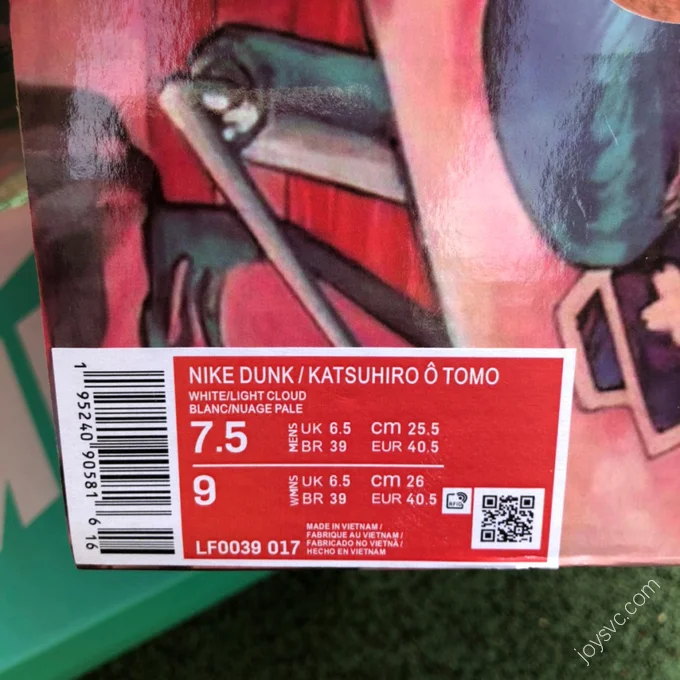 1 95240 90581 6 16
NIKE DUNK / KATSUHIRO Ô TOMO
WHITE/LIGHT CLOUD
BLANC/NUAGE PALE
7.5 MENS UK 6.5 cm 25.5
BR 39 EUR 40.5
9 WMNS UK 6.5 cm 26
BR 39 EUR 40.5
RFID
LF0039 017
MADE IN VIETNAM /
FABRIQUE AU VIETNAM /
FABRICADO NO VIETNÃ /
HECHO EN VIETNAM
joysvc.com